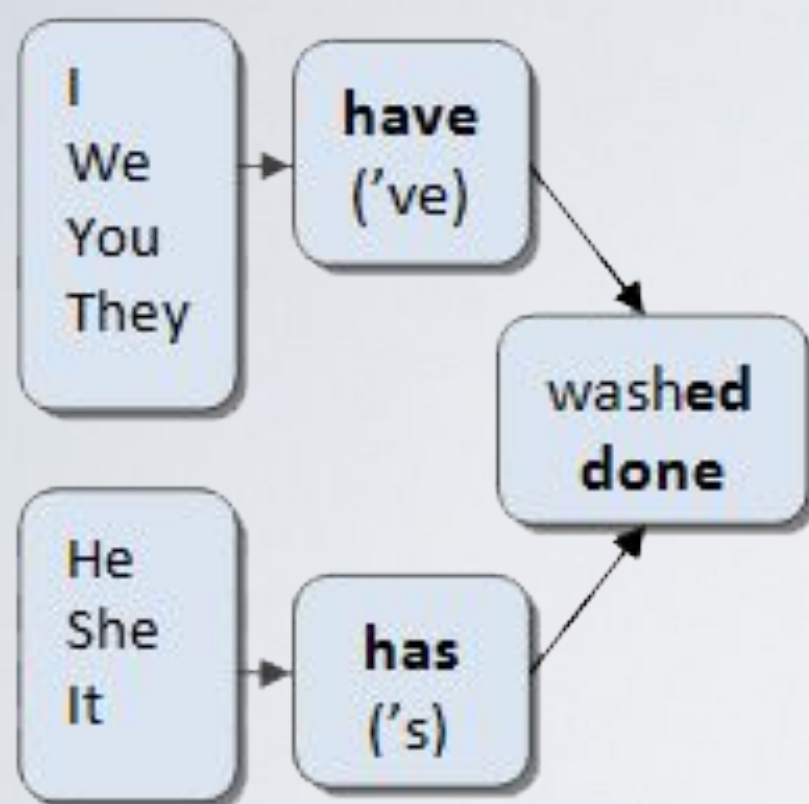 I
We
You
They
have
('ve)
He
She
It
has
('s)
washed
done